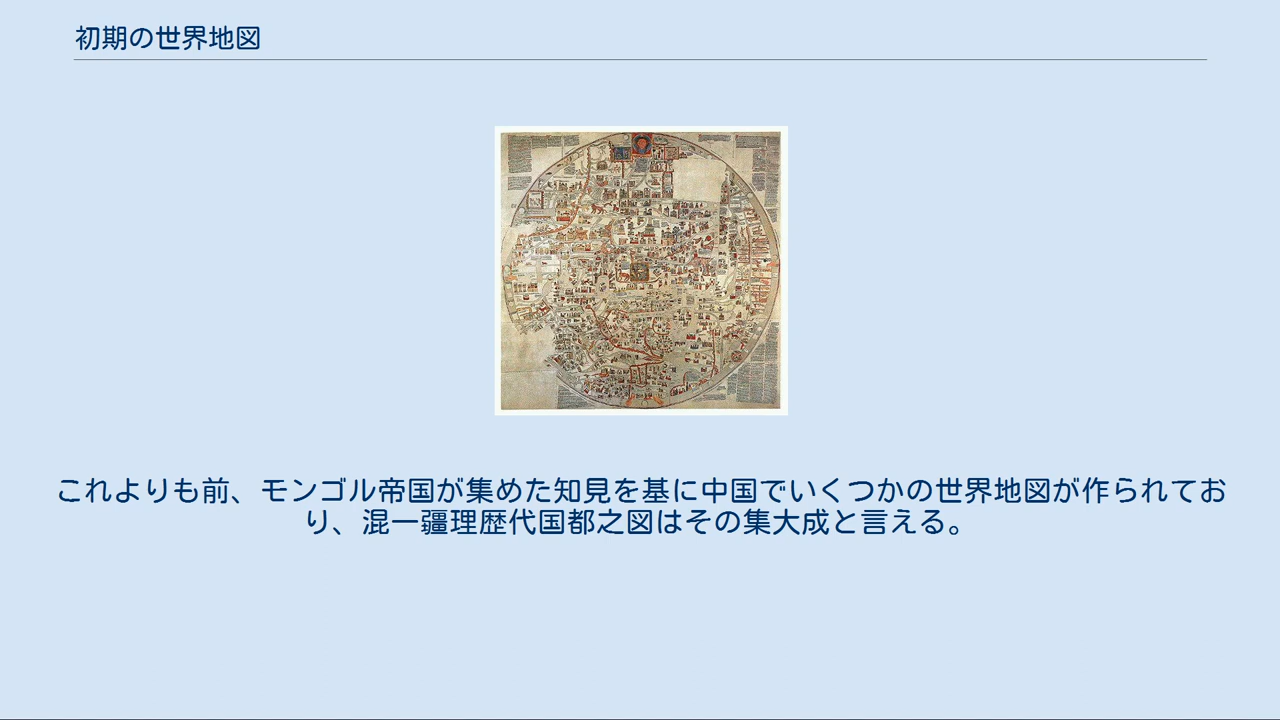 初期の世界地図
これよりも前、モンゴル帝国が集めた知見を基に中国でいくつかの世界地図が作られてお
り、混一疆理歴代国都之図はその集大成と言える。